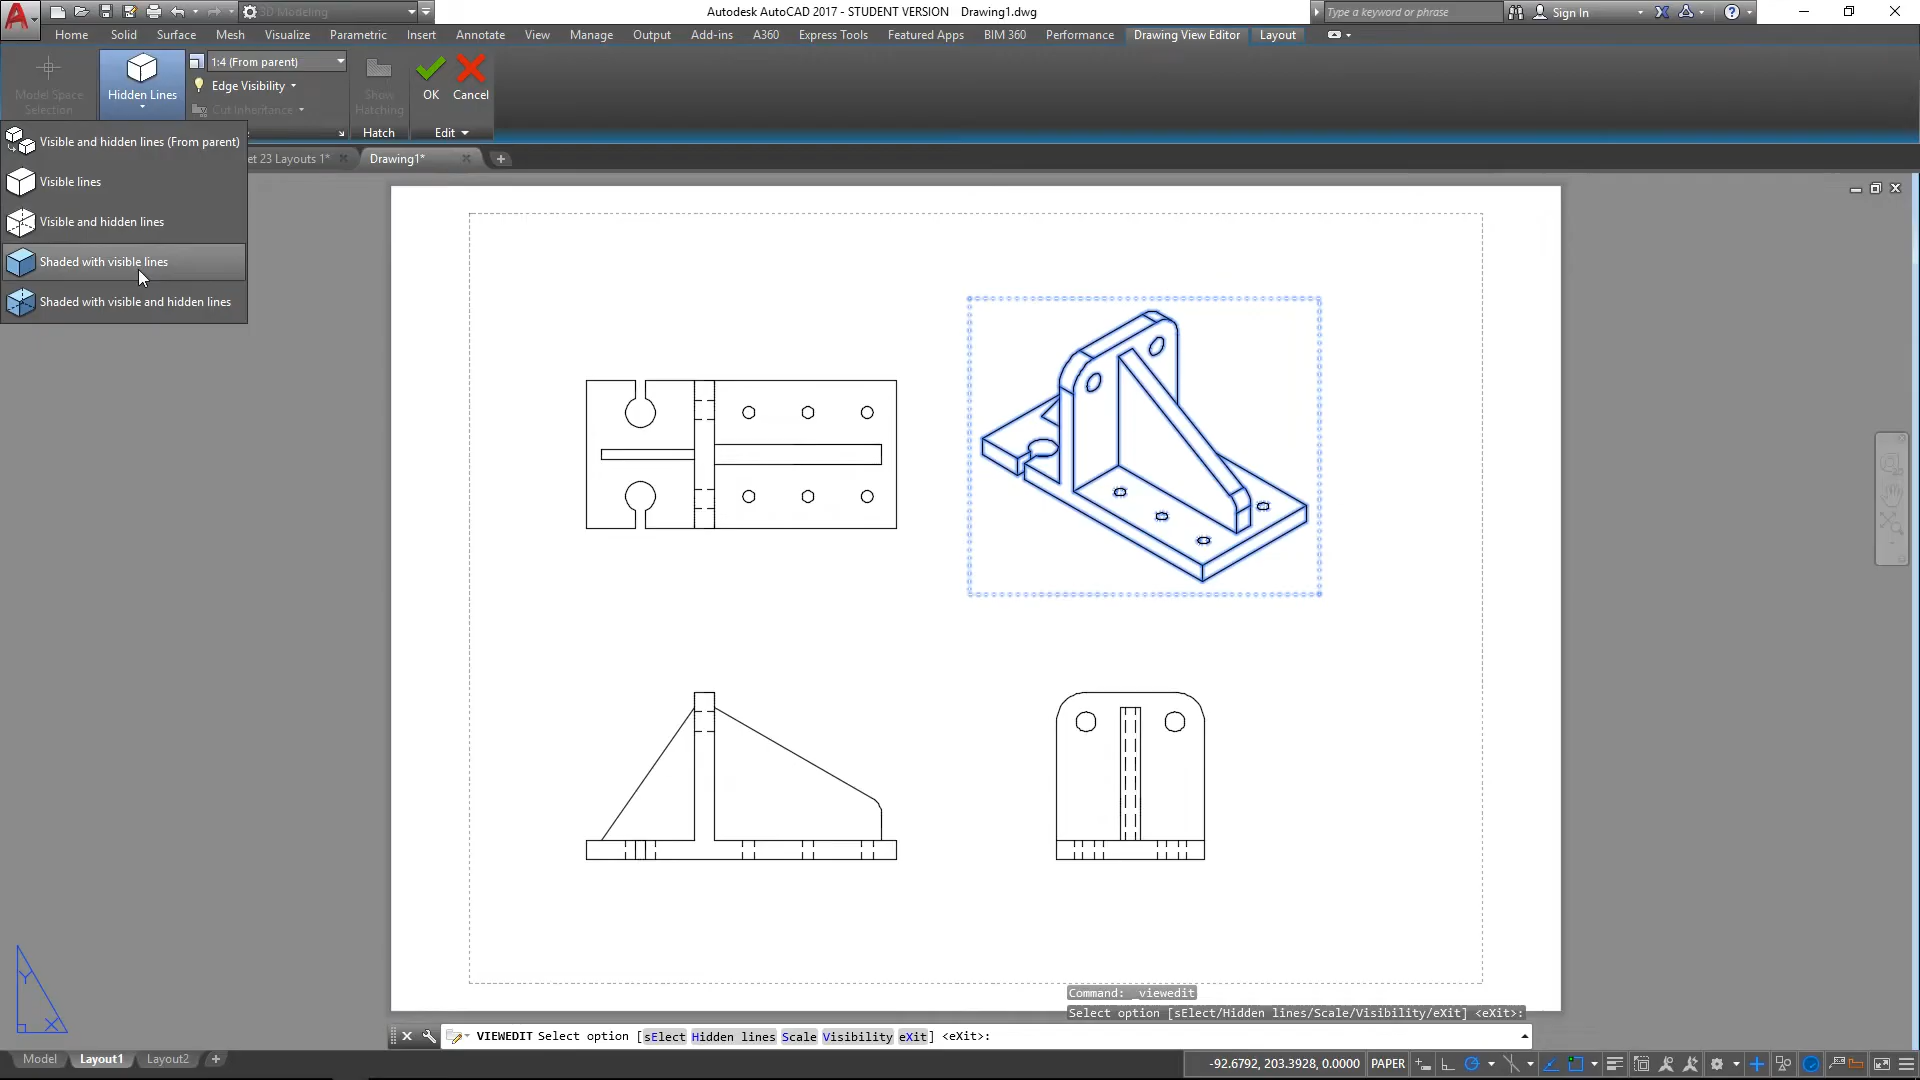 3D Modeling
Autodesk AutoCAD 2017 - STUDENT VERSION Drawing1.dwg
Type a keyword or phrase
Sign In
Home Solid Surface Mesh Visualize Parametric Insert Annotate View Manage Output Add-ins A360 Express Tools Featured Apps BIM 360 Performance Drawing View Editor Layout
Model Space
Selection
Hidden Lines
1:4 (From parent)
Edge Visibility
Cut Inheritance
Show
Hatching
OK
Cancel
Hatch
Edit
Visible and hidden lines (From parent)
Visible lines
Visible and hidden lines
Shaded with visible lines
Shaded with visible and hidden lines
et 23 Layouts 1*
Drawing1*
Y
X
Command: _viewedit
Select option [sElect/Hidden lines/Scale/Visibility/eXit] <eXit>:
VIEWEDIT Select option [sElect Hidden lines Scale Visibility eXit] <eXit>:
Model Layout1 Layout2
-92.6792, 203.3928, 0.0000 PAPER